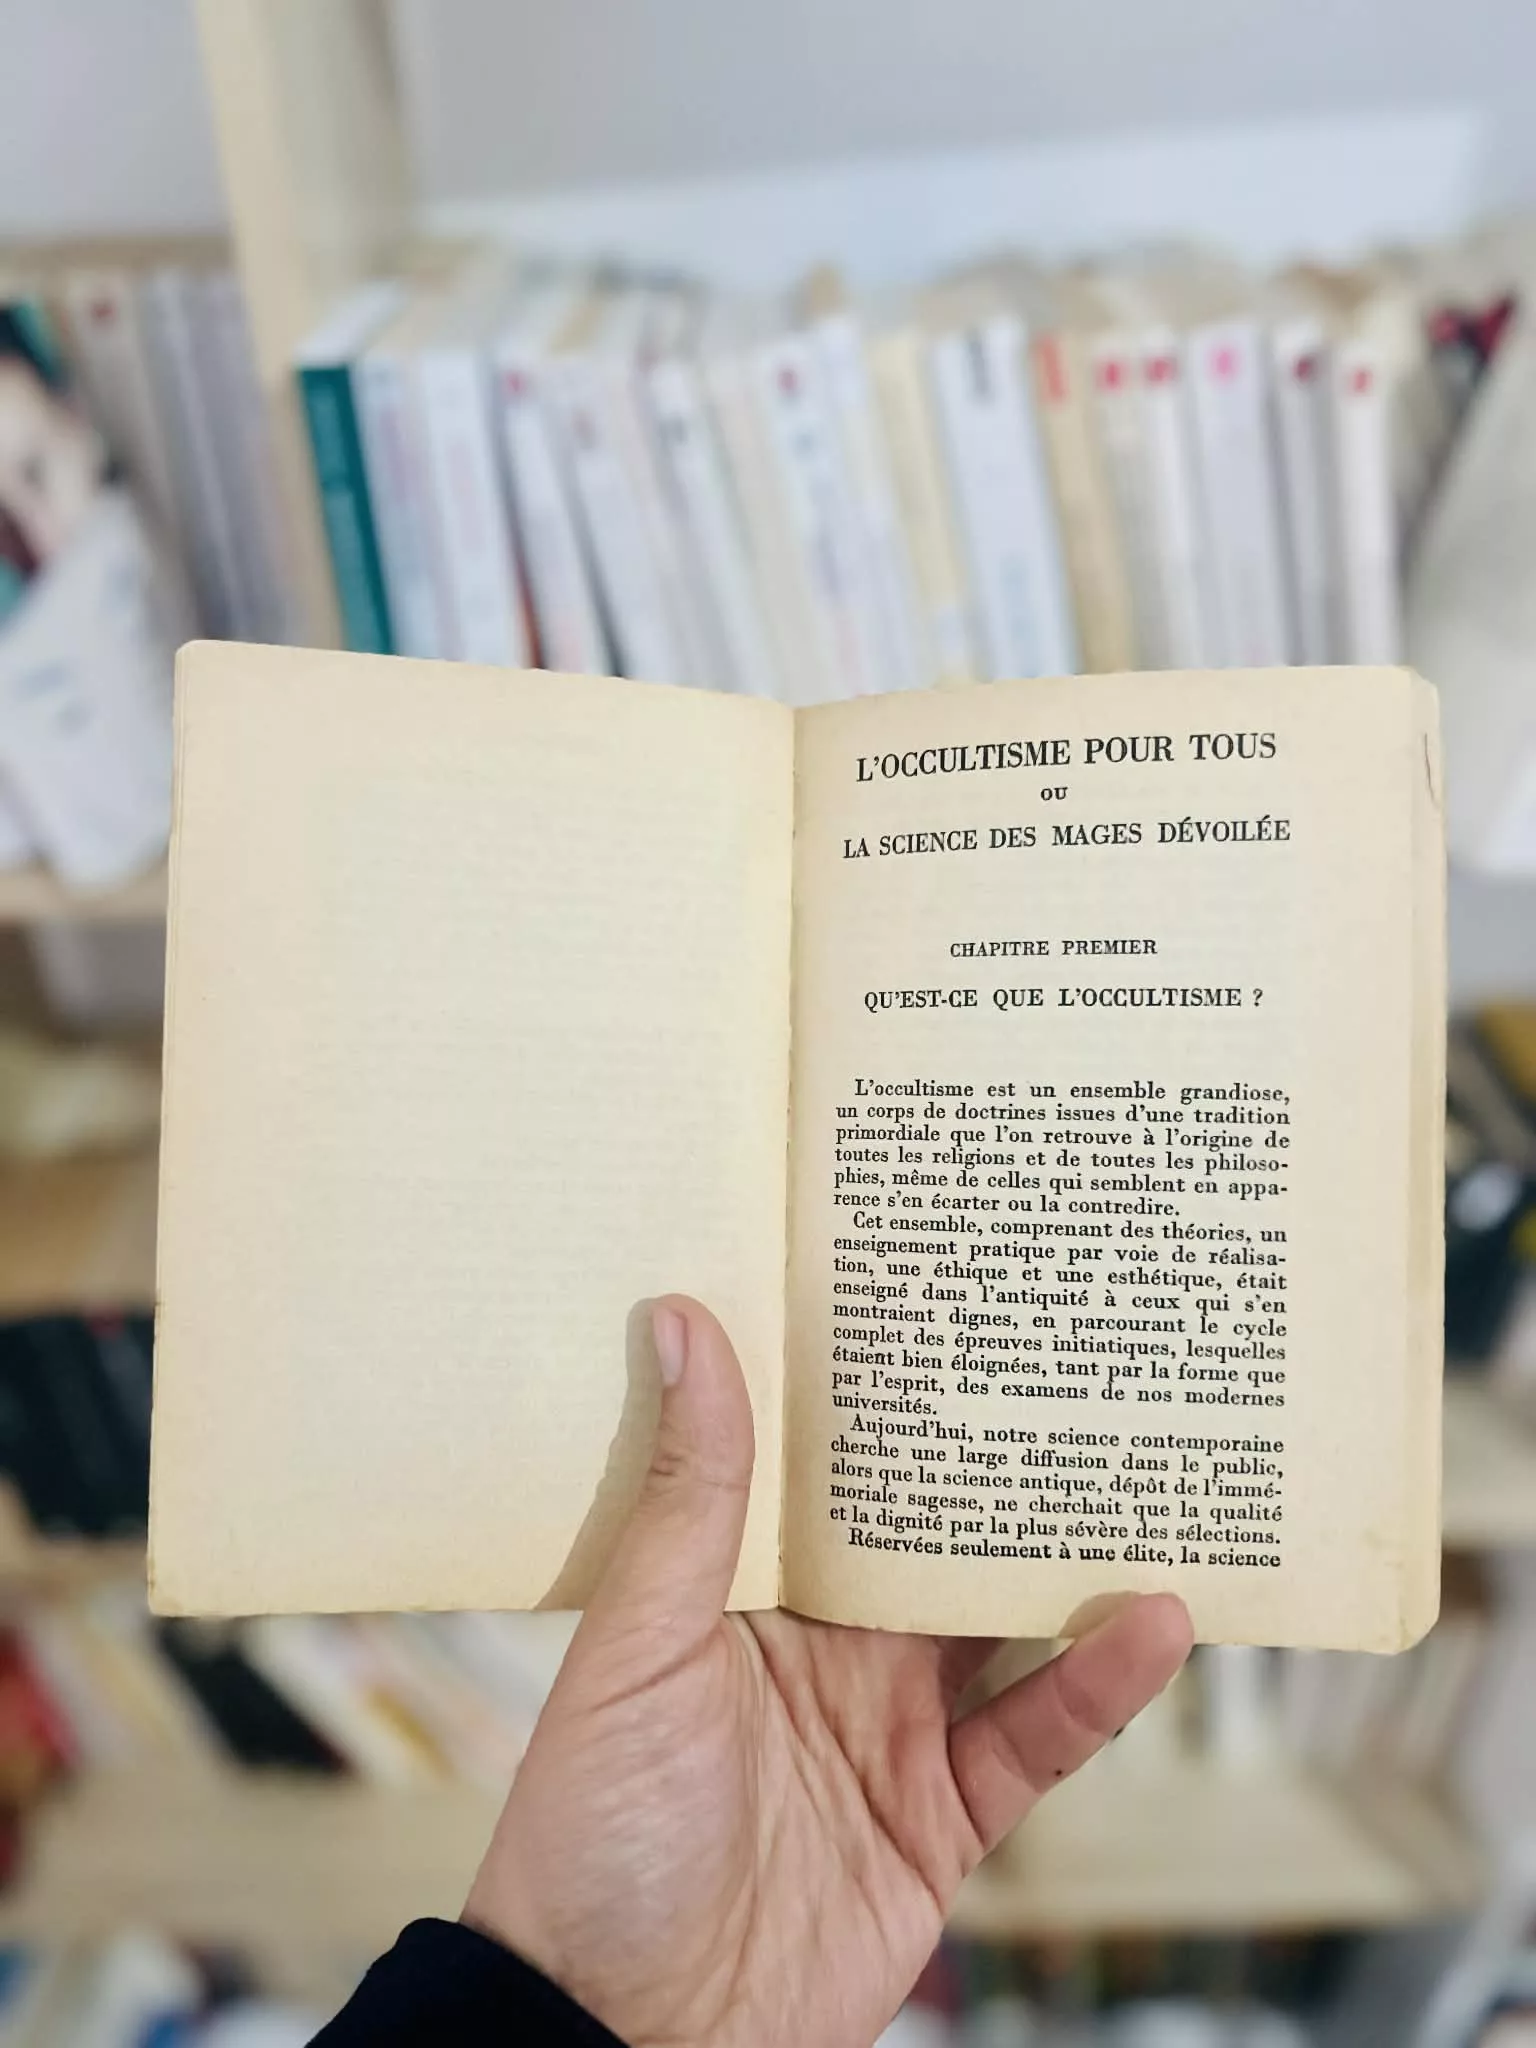 L'OCCULTISME POUR TOUS
OU
LA SCIENCE DES MAGES DÉVOILÉE
CHAPITRE PREMIER
QU'EST-CE QUE L'OCCULTISME ?
L'occultisme est un ensemble grandiose,
un corps de doctrines issues d'une tradition
primordiale que l'on retrouve à l'origine de
toutes les religions et de toutes les philoso-
phies, même de celles qui semblent en appa-
rence s'en écarter ou la contredire.
Cet ensemble, comprenant des théories, un
enseignement pratique par voie de réalisa-
tion, une éthique et une esthétique, était
enseigné dans l'antiquité à ceux qui s'en
montraient dignes, en parcourant le cycle
complet des épreuves initiatiques, lesquelles
étaient bien éloignées, tant par la forme que
par l'esprit, des examens de nos modernes
universités.
Aujourd'hui, notre science contemporaine
cherche une large diffusion dans le public,
alors que la science antique, dépôt de l'immé-
moriale sagesse, ne cherchait que la qualité
et la dignité par la plus sévère des sélections.
Réservées seulement à une élite, la science